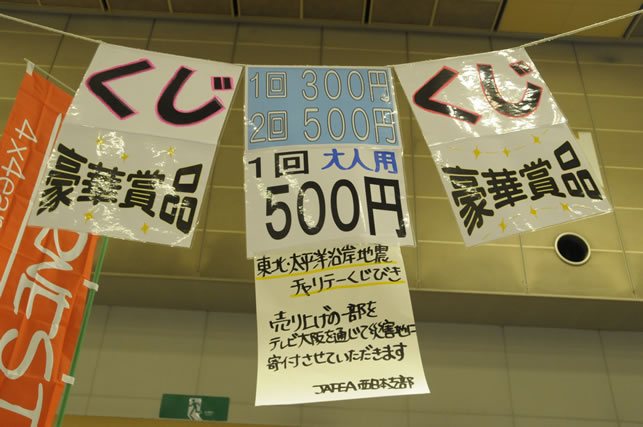 くじ
豪華賞品
1回 300円
2回 500円
1回 大人用
500円
東北・太平洋沿岸地震
チャリテーくじびき
売り上げの一部を
テレビ大阪を通じて災害地に
寄付させていただきます
JAFEA 西日本支部
くじ
豪華賞品